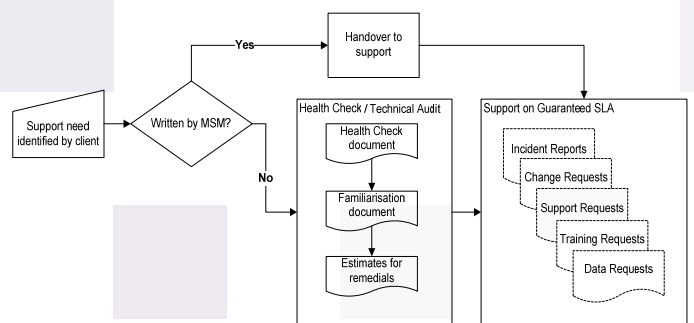 Yes
Handover to
support
Support need
identified by client
Written by MSM?
No
Health Check / Technical Audit
Health Check
document
Familiarisation
document
Estimates for
remedials
Support on Guaranteed SLA
Incident Reports
Change Requests
Support Requests
Training Requests
Data Requests